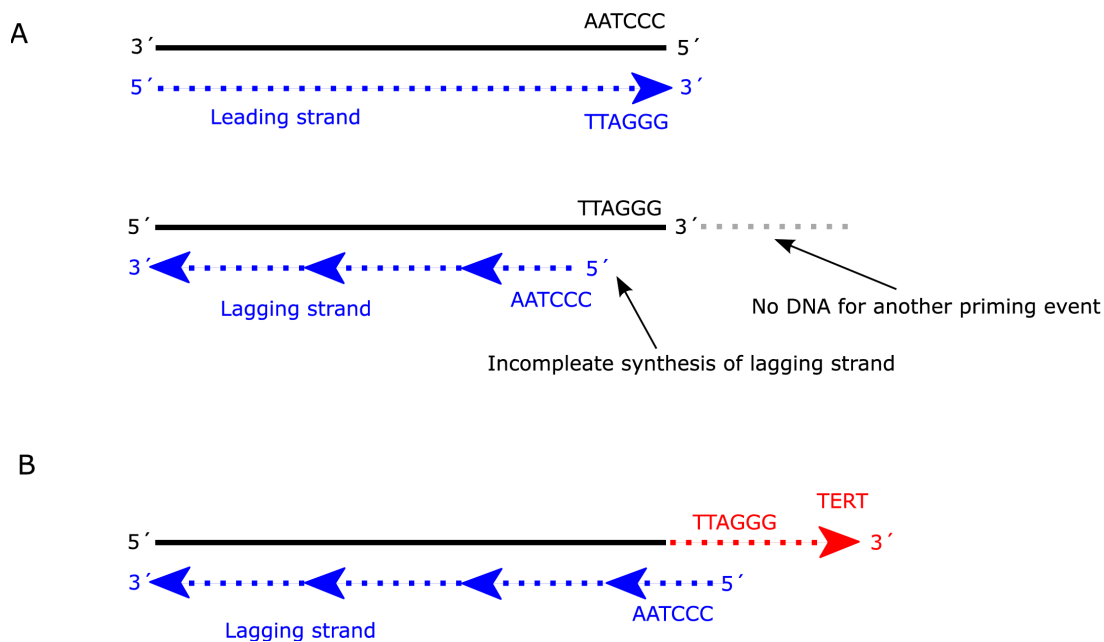 A
AATCCC
3´ 5´
5´ 3´
Leading strand
TTAGGG
TTAGGG
5´ 3´
3´ 5´
AATCCC
Lagging strand
No DNA for another priming event
Incompleate synthesis of lagging strand
B
TERT
TTAGGG
5´ 3´
3´ 5´
AATCCC
Lagging strand